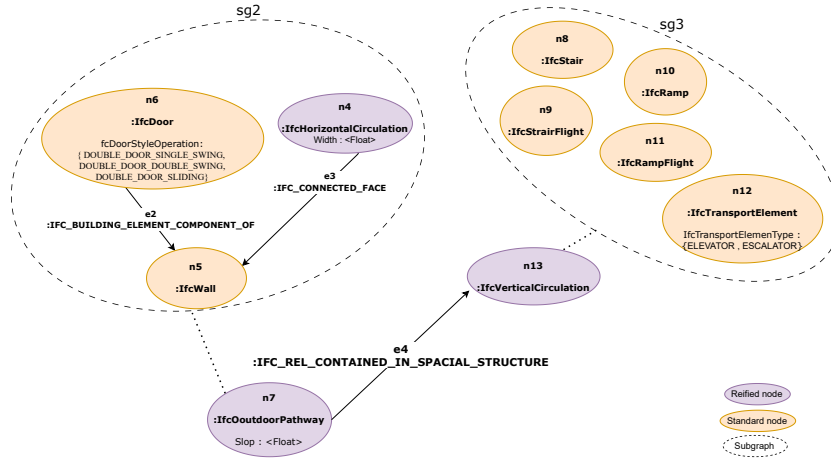 sg2
sg3
n6
:IfcDoor
fcDoorStyleOperation:
{ DOUBLE_DOOR_SINGLE_SWING,
DOUBLE_DOOR_DOUBLE_SWING,
DOUBLE_DOOR_SLIDING}
n4
:IfcHorizontalCirculation
Width : <Float>
e2
:IFC_BUILDING_ELEMENT_COMPONENT_OF
e3
:IFC_CONNECTED_FACE
n5
:IfcWall
n8
:IfcStair
n10
:IfcRamp
n9
:IfcStrairFlight
n11
:IfcRampFlight
n12
:IfcTransportElement
IfcTransportElemenType :
{ELEVATOR , ESCALATOR}
n13
:IfcVerticalCirculation
e4
:IFC_REL_CONTAINED_IN_SPACIAL_STRUCTURE
n7
:IfcOoutdoorPathway
Slop : <Float>
Reified node
Standard node
Subgraph